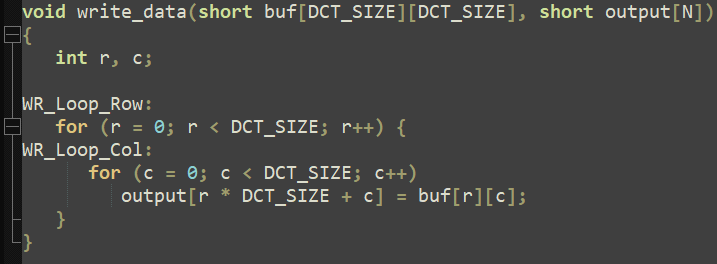 void write_data(short buf[DCT_SIZE][DCT_SIZE], short output[N])
{
int r, c;
WR_Loop_Row:
for (r = 0; r < DCT_SIZE; r++) {
WR_Loop_Col:
for (c = 0; c < DCT_SIZE; c++)
output[r * DCT_SIZE + c] = buf[r][c];
}
}